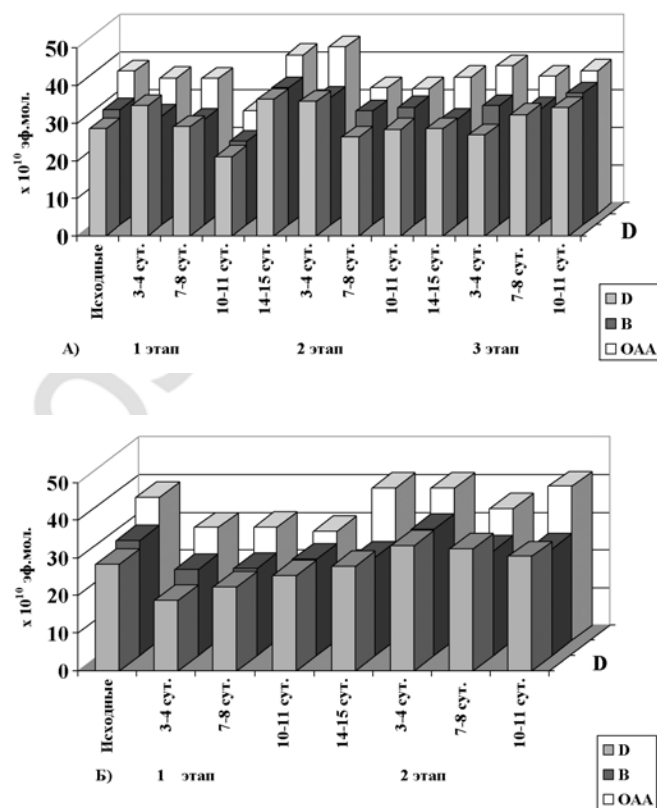 50
40
30
20
10
0
x 10¹⁰ эф.мол.
Исходные
3-4 сут.
7-8 сут.
10-11 сут.
14-15 сут.
3-4 сут.
7-8 сут.
10-11 сут.
14-15 сут.
3-4 сут.
7-8 сут.
10-11 сут.
D
D
B
ОАА
А) 1 этап 2 этап 3 этап
50
40
30
20
10
0
x 10¹⁰ эф.мол.
Исходные
3-4 сут.
7-8 сут.
10-11 сут.
14-15 сут.
3-4 сут.
7-8 сут.
10-11 сут.
D
D
B
ОАА
Б) 1 этап 2 этап